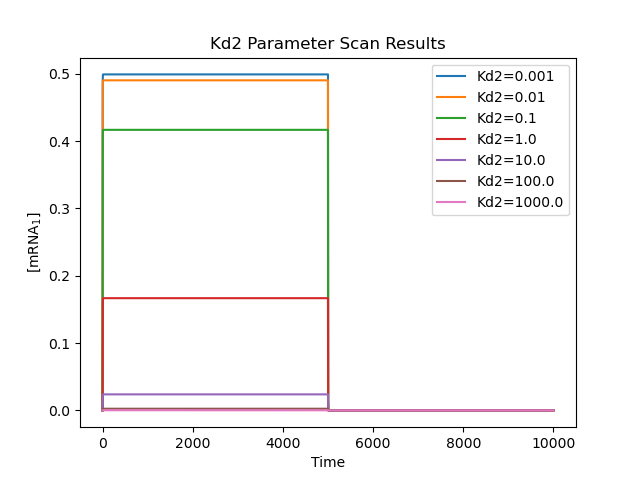 Kd2 Parameter Scan Results
[mRNA₁]
0.5
0.4
0.3
0.2
0.1
0.0
Kd2=0.001
Kd2=0.01
Kd2=0.1
Kd2=1.0
Kd2=10.0
Kd2=100.0
Kd2=1000.0
0 2000 4000 6000 8000 10000
Time